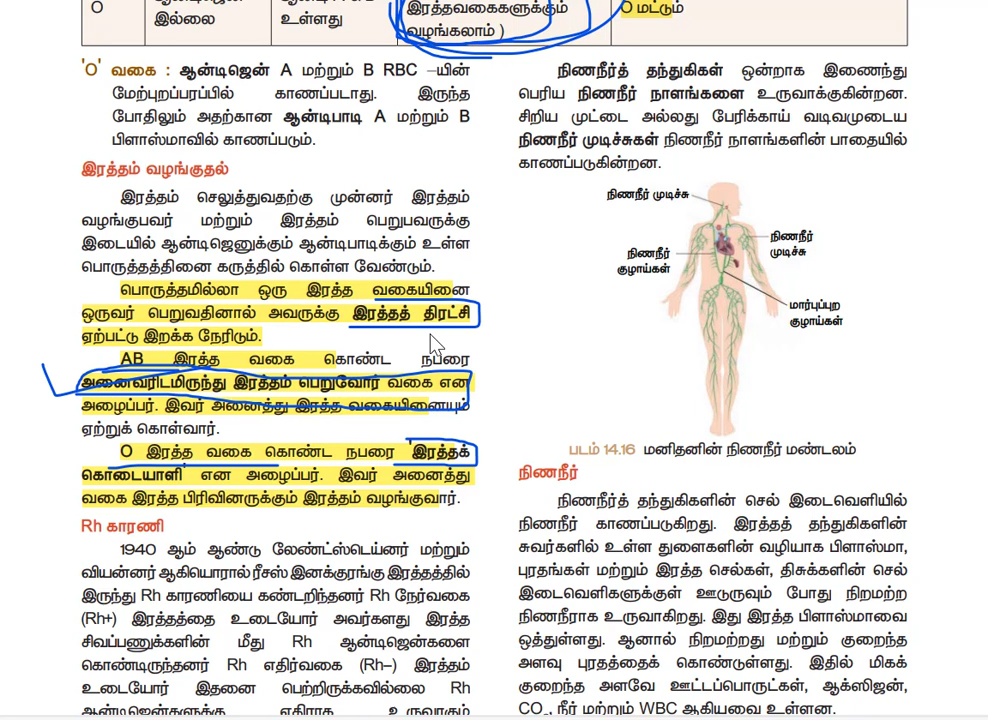 O
ஆன்டிஜென்
இல்லை
உள்ளது
இரத்தவகைகளுக்கும்
வழங்கலாம் )
O மட்டும்
'O' வகை : ஆன்டிஜென் A மற்றும் B RBC –யின்
மேற்புறப்பரப்பில் காணப்படாது. இருந்த
போதிலும் அதற்கான ஆன்டிபாடி A மற்றும் B
பிளாஸ்மாவில் காணப்படும்.
இரத்தம் வழங்குதல்
இரத்தம் செலுத்துவதற்கு முன்னர் இரத்தம்
வழங்குபவர் மற்றும் இரத்தம் பெறுபவருக்கு
இடையில் ஆன்டிஜெனுக்கும் ஆன்டிபாடிக்கும் உள்ள
பொருத்தத்தினை கருத்தில் கொள்ள வேண்டும்.
பொருத்தமில்லா ஒரு இரத்த வகையினை
ஒருவர் பெறுவதினால் அவருக்கு இரத்தத் திரட்சி
ஏற்பட்டு இறக்க நேரிடும்.
AB இரத்த வகை கொண்ட நபரை
அனைவரிடமிருந்து இரத்தம் பெறுவோர் வகை என
அழைப்பர். இவர் அனைத்து இரத்த வகையினையும்
ஏற்றுக் கொள்வார்.
O இரத்த வகை கொண்ட நபரை 'இரத்தக்
கொடையாளி' என அழைப்பர். இவர் அனைத்து
வகை இரத்த பிரிவினருக்கும் இரத்தம் வழங்குவார்.
Rh காரணி
1940 ஆம் ஆண்டு லேண்ட்ஸ்டெய்னர் மற்றும்
வியன்னர் ஆகியொரால் ரீசஸ் இனக்குரங்கு இரத்தத்தில்
இருந்து Rh காரணியை கண்டறிந்தனர் Rh நேர்வகை
(Rh+) இரத்தத்தை உடையோர் அவர்களது இரத்த
சிவப்பணுக்களின் மீது Rh ஆன்டிஜென்களை
கொண்டிருந்தனர் Rh எதிர்வகை (Rh–) இரத்தம்
உடையோர் இதனை பெற்றிருக்கவில்லை Rh
ஆன்டிஜென்களுக்கு எதிராக உருவாகும்
நிணநீர்த் தந்துகிகள் ஒன்றாக இணைந்து
பெரிய நிணநீர் நாளங்களை உருவாக்குகின்றன.
சிறிய முட்டை அல்லது பேரிக்காய் வடிவமுடைய
நிணநீர் முடிச்சுகள் நிணநீர் நாளங்களின் பாதையில்
காணப்படுகின்றன.
நிணநீர் முடிச்சு
நிணநீர்
முடிச்சு
நிணநீர்
குழாய்கள்
மார்புப்புற
குழாய்கள்
படம் 14.16 மனிதனின் நிணநீர் மண்டலம்
நிணநீர்
நிணநீர்த் தந்துகிகளின் செல் இடைவெளியில்
நிணநீர் காணப்படுகிறது. இரத்தத் தந்துகிகளின்
சுவர்களில் உள்ள துளைகளின் வழியாக பிளாஸ்மா,
புரதங்கள் மற்றும் இரத்த செல்கள், திசுக்களின் செல்
இடைவெளிகளுக்குள் ஊடுருவும் போது நிறமற்ற
நிணநீராக உருவாகிறது. இது இரத்த பிளாஸ்மாவை
ஒத்துள்ளது. ஆனால் நிறமற்றது மற்றும் குறைந்த
அளவு புரதத்தைக் கொண்டுள்ளது. இதில் மிகக்
குறைந்த அளவே ஊட்டப்பொருட்கள், ஆக்ஸிஜன்,
CO₂, நீர் மற்றும் WBC ஆகியவை உள்ளன.